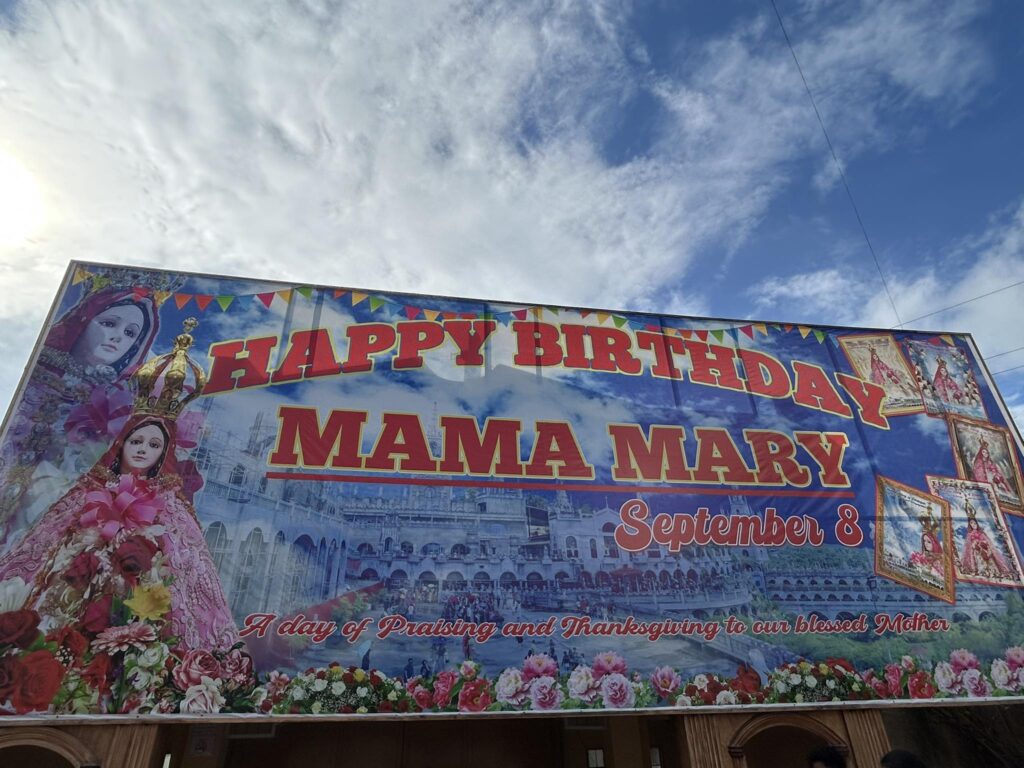 HAPPY BIRTHDAY
MAMA MARY
September 8
A day of Praising and Thanksgiving to our blessed Mother